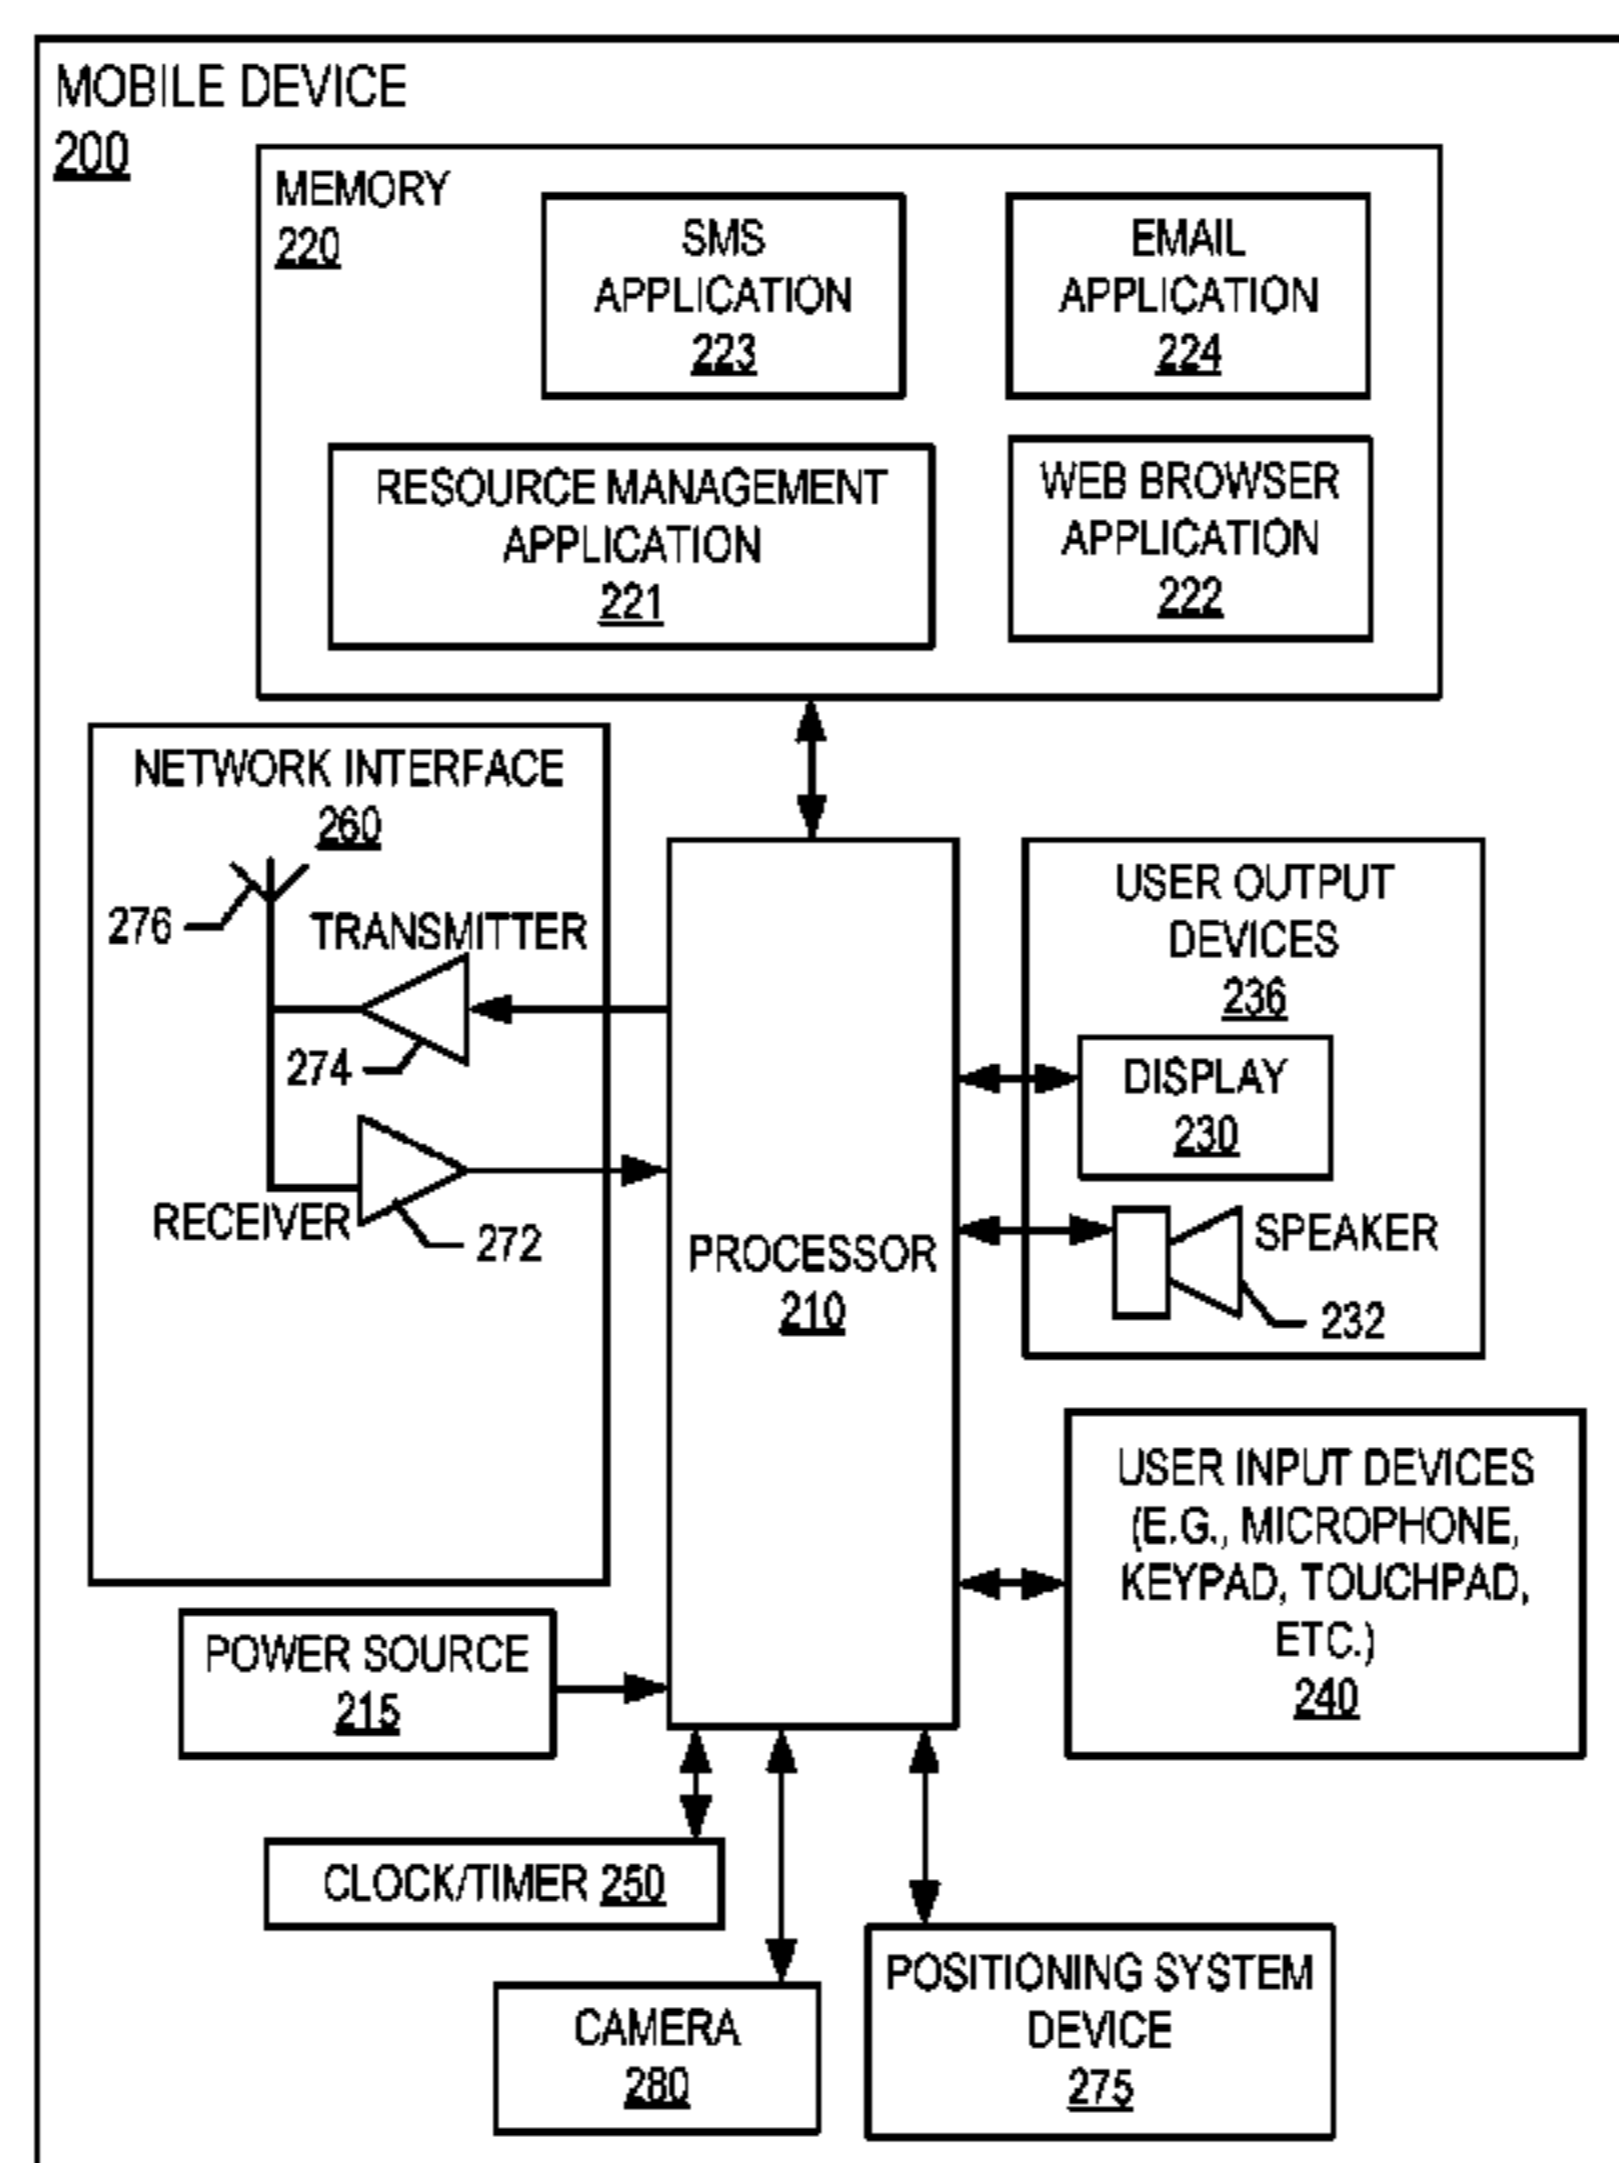 MOBILE DEVICE
200
MEMORY
220
SMS
APPLICATION
223
EMAIL
APPLICATION
224
RESOURCE MANAGEMENT
APPLICATION
221
WEB BROWSER
APPLICATION
222
NETWORK INTERFACE
260
276
TRANSMITTER
274
RECEIVER
272
PROCESSOR
210
USER OUTPUT
DEVICES
236
DISPLAY
230
SPEAKER
232
USER INPUT DEVICES
(E.G., MICROPHONE,
KEYPAD, TOUCHPAD,
ETC.)
240
POWER SOURCE
215
CLOCK/TIMER 250
CAMERA
280
POSITIONING SYSTEM
DEVICE
275